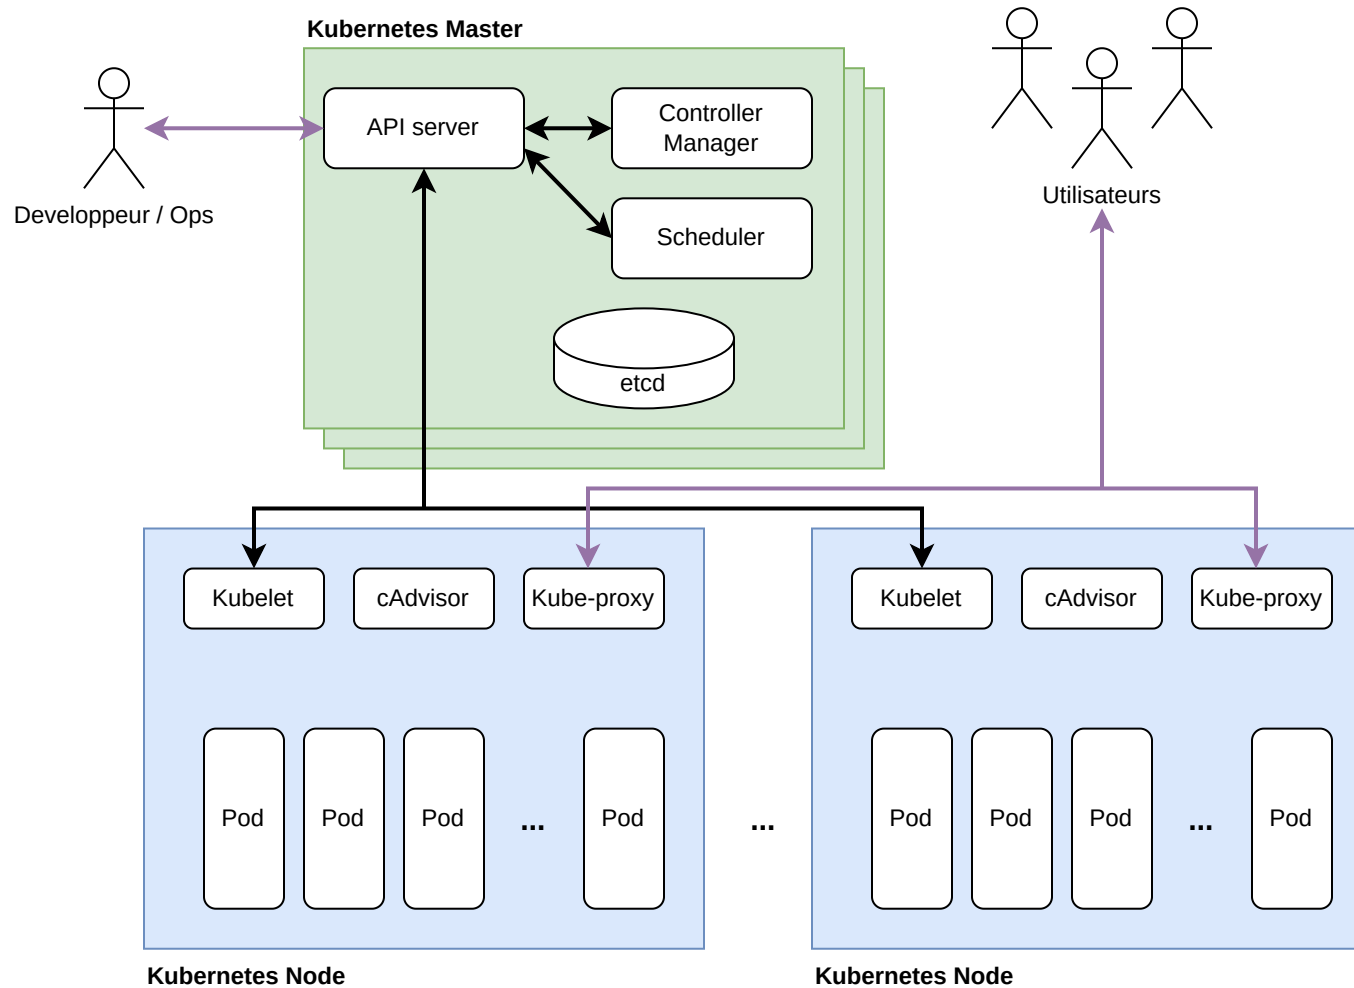 Kubernetes Master
API server
Controller
Manager
Developpeur / Ops
Utilisateurs
Scheduler
etcd
Kubelet
cAdvisor
Kube-proxy
Kubelet
cAdvisor
Kube-proxy
Pod
Pod
Pod
...
Pod
...
Pod
Pod
Pod
...
Pod
Kubernetes Node
Kubernetes Node